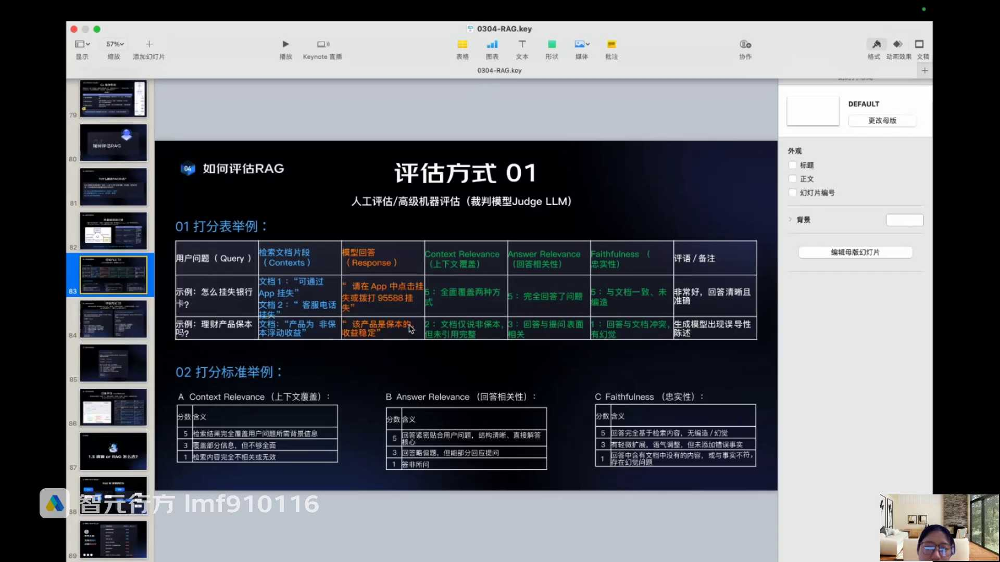 0304-RAG.key
57%
显示
缩放
添加幻灯片
播放
Keynote 直播
表格
图表
文本
形状
媒体
批注
协作
格式
动画效果
文稿
0304-RAG.key
79
80
如何评估RAG
81
82
83
84
85
86
87
1.5 微调 or RAG 怎么选?
88
89
04 如何评估RAG
评估方式 01
人工评估/高级机器评估（裁判模型Judge LLM）
01 打分表举例：
用户问题（ Query ）
检索文档片段
（Contexts ）
模型回答
（ Response ）
Context Relevance
（上下文覆盖）
Answer Relevance
（回答相关性）
Faithfulness （
忠实性）
评语 / 备注
示例：怎么挂失银行
卡?
文档 1 ：“可通过
App 挂失”
文档 2 ：“ 客服电话
挂失”
“ 请在 App 中点击挂
失或拨打 95588 挂
失”
5 ：全面覆盖两种方
式
5 ：完全回答了问题
5 ：与文档一致、未
编造
非常好，回答清晰且
准确
示例：理财产品保本
吗?
文档：“产品为 非保
本浮动收益”
“ 该产品是保本的，
收益稳定”
2 ：文档仅说非保本，
但未引用完整
3 ：回答与提问表面
相关
1 ：回答与文档冲突，
有幻觉
生成模型出现误 导性
陈述
02 打分标准举例：
A Context Relevance （上下文覆盖）：
分数 含义
5 检索结果完全覆盖用户问题所需背景信息
3 覆盖部分信息，但不够全面
1 检索内容完全不相关或无效
B Answer Relevance （回答相关性）：
分数 含义
5 回答紧密贴合用户问题，结构清晰、直接解答
核心
3 回答略偏题，但能部分回应提问
1 答非所问
C Faithfulness （忠实性）：
分数 含义
5 回答完全基于检索内容，无编造 / 幻觉
3 有轻微扩展，语气调整，但未添加错误事实
1 回答中含有文档中没有的内容，或与事实不符，
存在幻觉问题
DEFAULT
更改母版
外观
标题
正文
幻灯片编号
背景
编辑母版幻灯片
智元行方 lmf910116